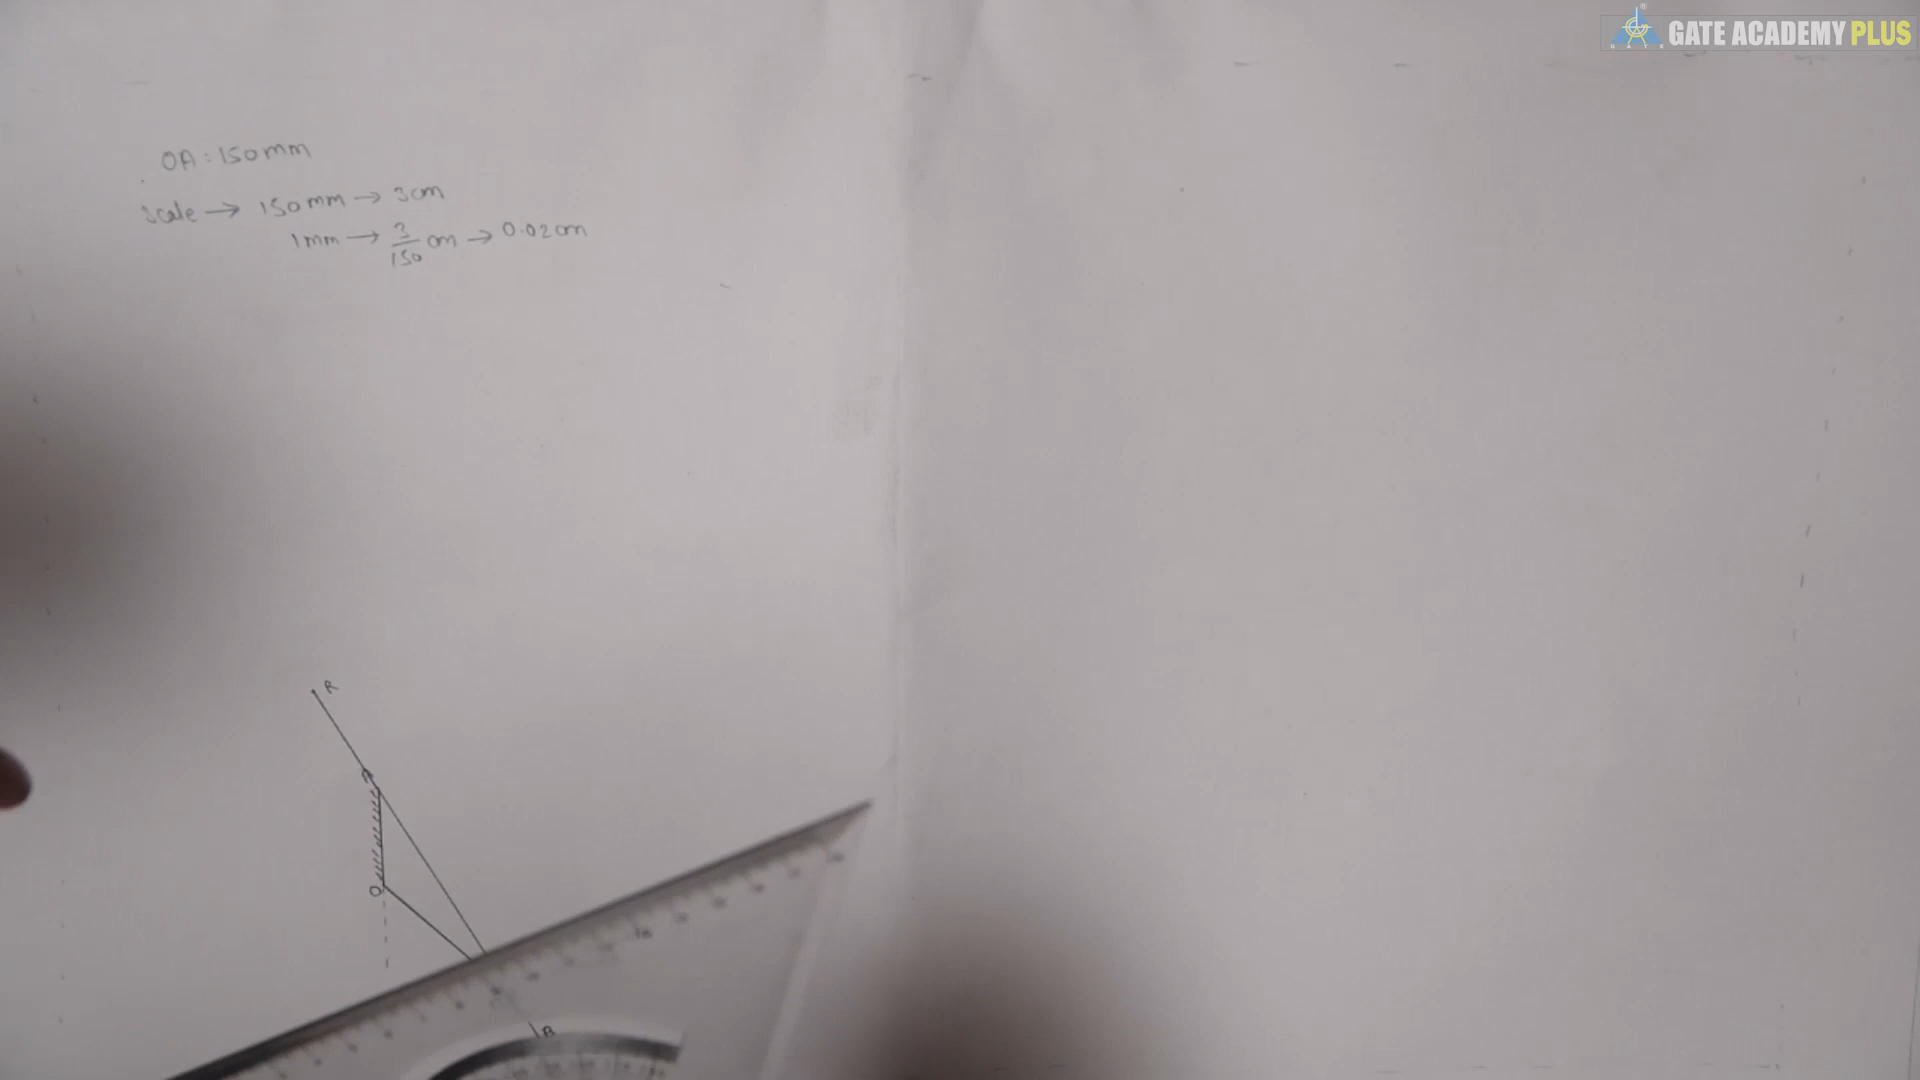 GATE ACADEMY PLUS
OA : 150mm
scale → 150mm → 3cm
1mm → 3/150 cm → 0.02cm
R
A
O
B